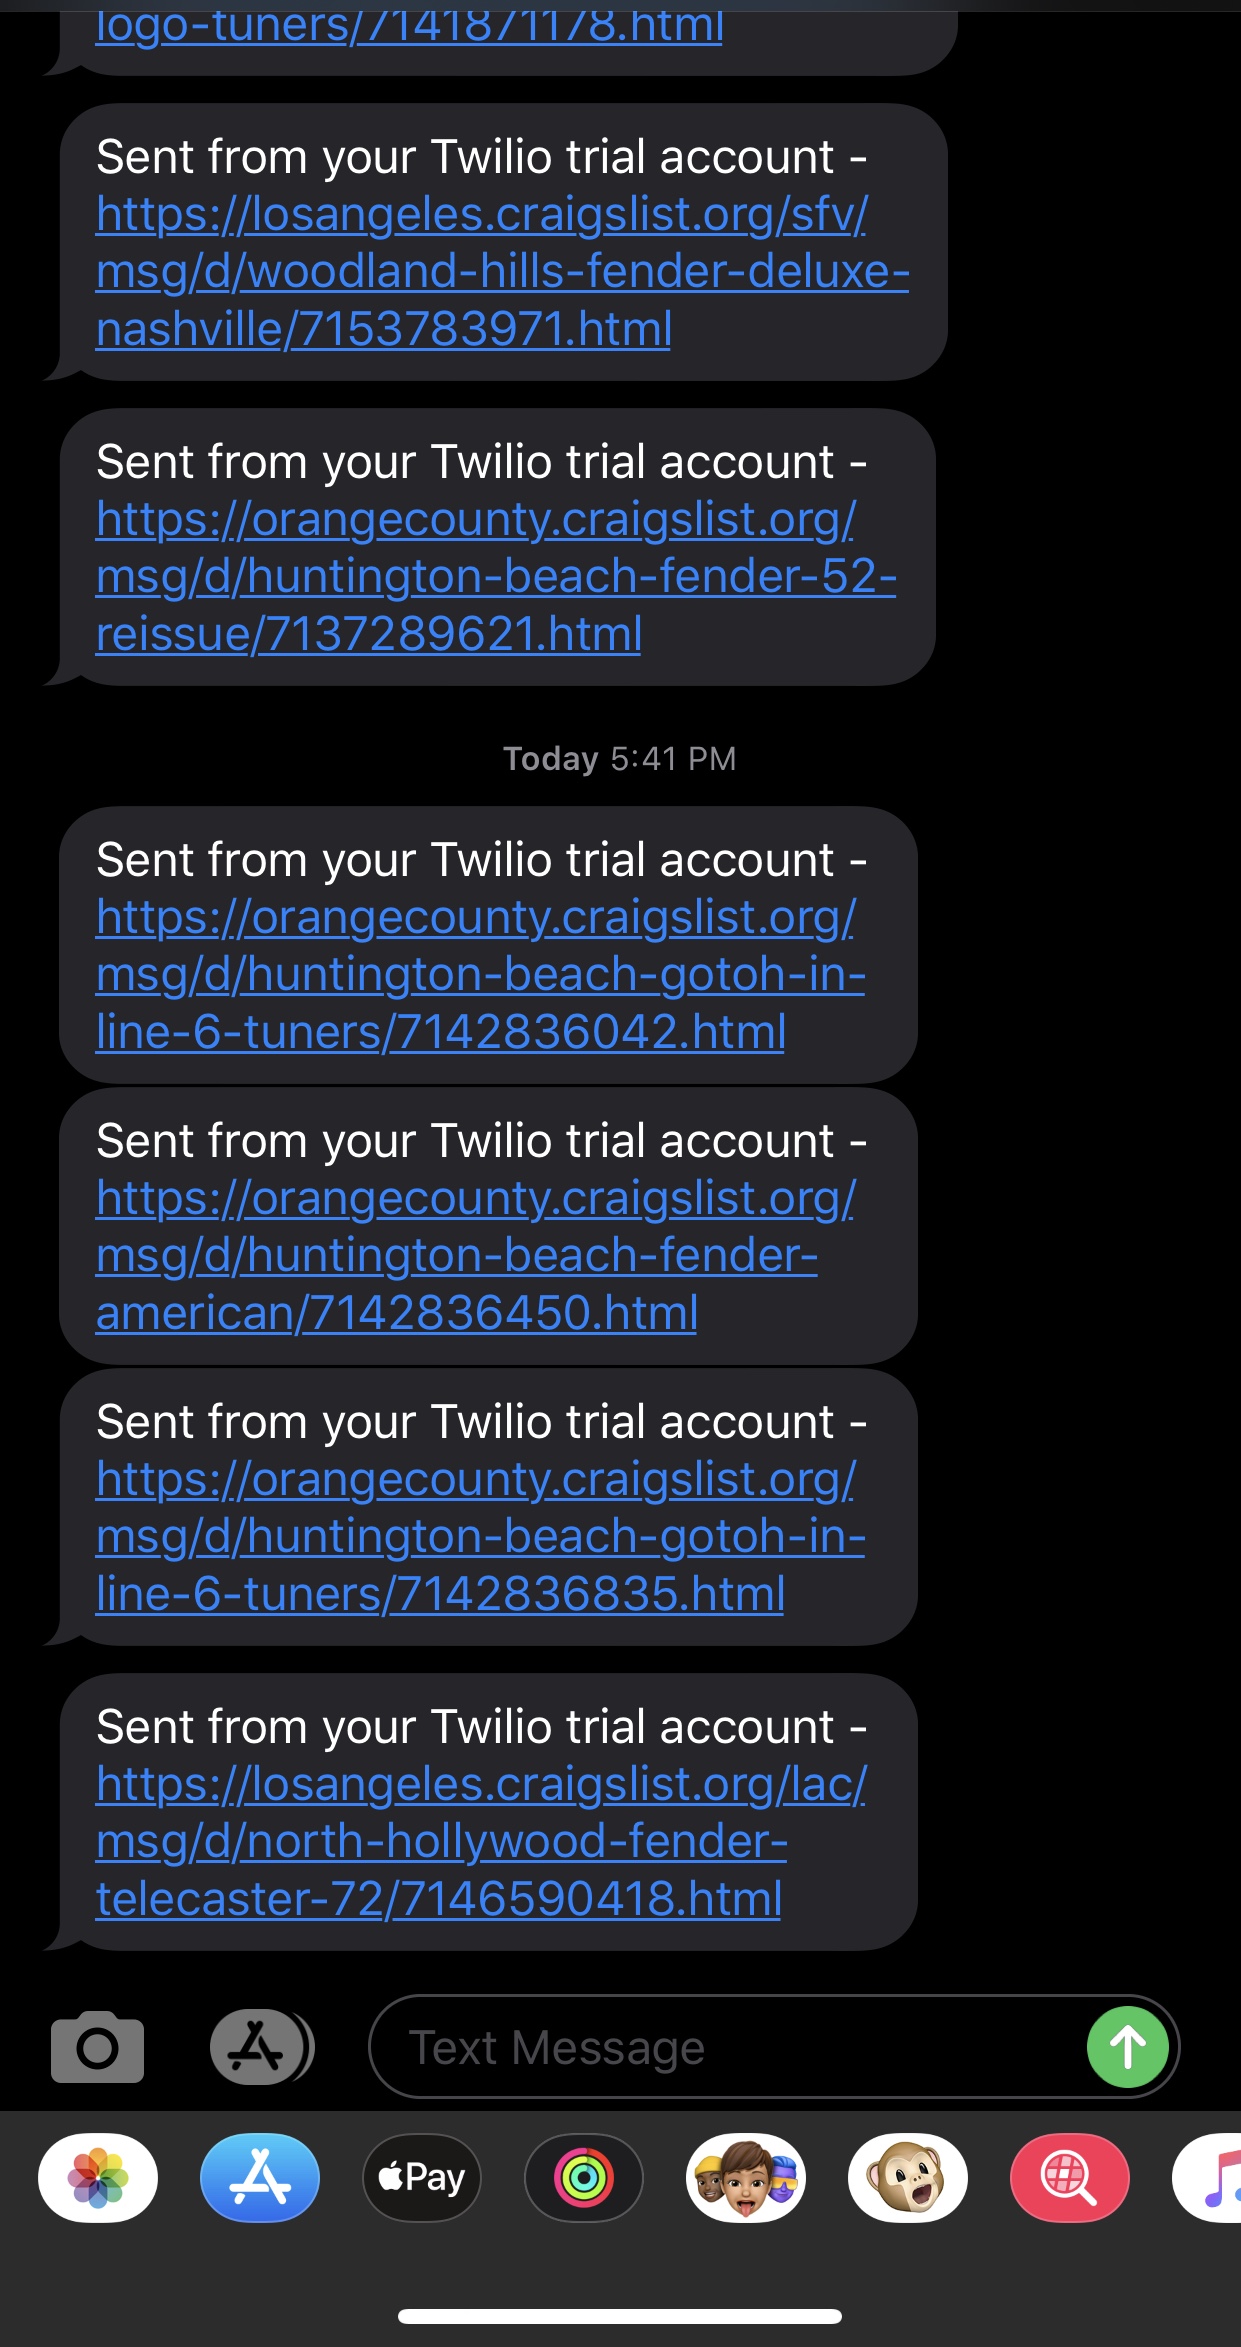 logo-tuners/7141871178.html
Sent from your Twilio trial account -
https://losangeles.craigslist.org/sfv/
msg/d/woodland-hills-fender-deluxe-
nashville/7153783971.html
Sent from your Twilio trial account -
https://orangecounty.craigslist.org/
msg/d/huntington-beach-fender-52-
reissue/7137289621.html
Today 5:41 PM
Sent from your Twilio trial account -
https://orangecounty.craigslist.org/
msg/d/huntington-beach-gotoh-in-
line-6-tuners/7142836042.html
Sent from your Twilio trial account -
https://orangecounty.craigslist.org/
msg/d/huntington-beach-fender-
american/7142836450.html
Sent from your Twilio trial account -
https://orangecounty.craigslist.org/
msg/d/huntington-beach-gotoh-in-
line-6-tuners/7142836835.html
Sent from your Twilio trial account -
https://losangeles.craigslist.org/lac/
msg/d/north-hollywood-fender-
telecaster-72/7146590418.html
Text Message
Pay